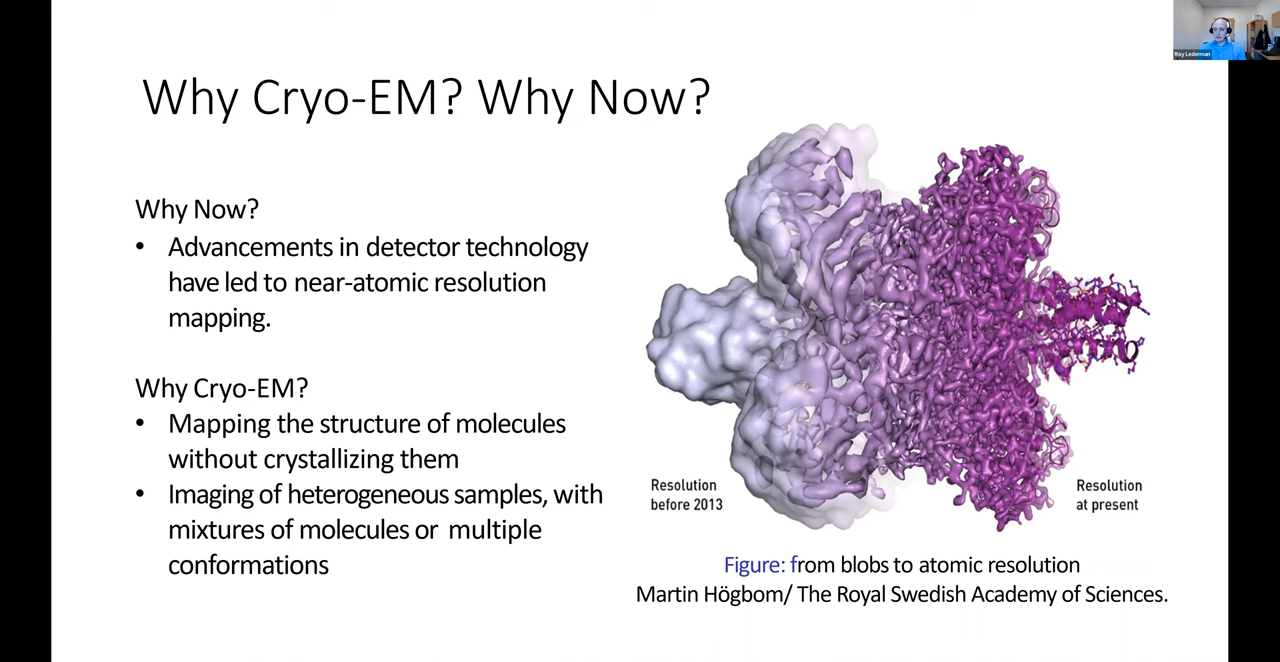 Roy Lederman
Why Cryo-EM? Why Now?
Why Now?
• Advancements in detector technology
have led to near-atomic resolution
mapping.
Why Cryo-EM?
• Mapping the structure of molecules
without crystallizing them
• Imaging of heterogeneous samples, with
mixtures of molecules or multiple
conformations
Resolution
before 2013
Resolution
at present
Figure: from blobs to atomic resolution
Martin Högbom/ The Royal Swedish Academy of Sciences.